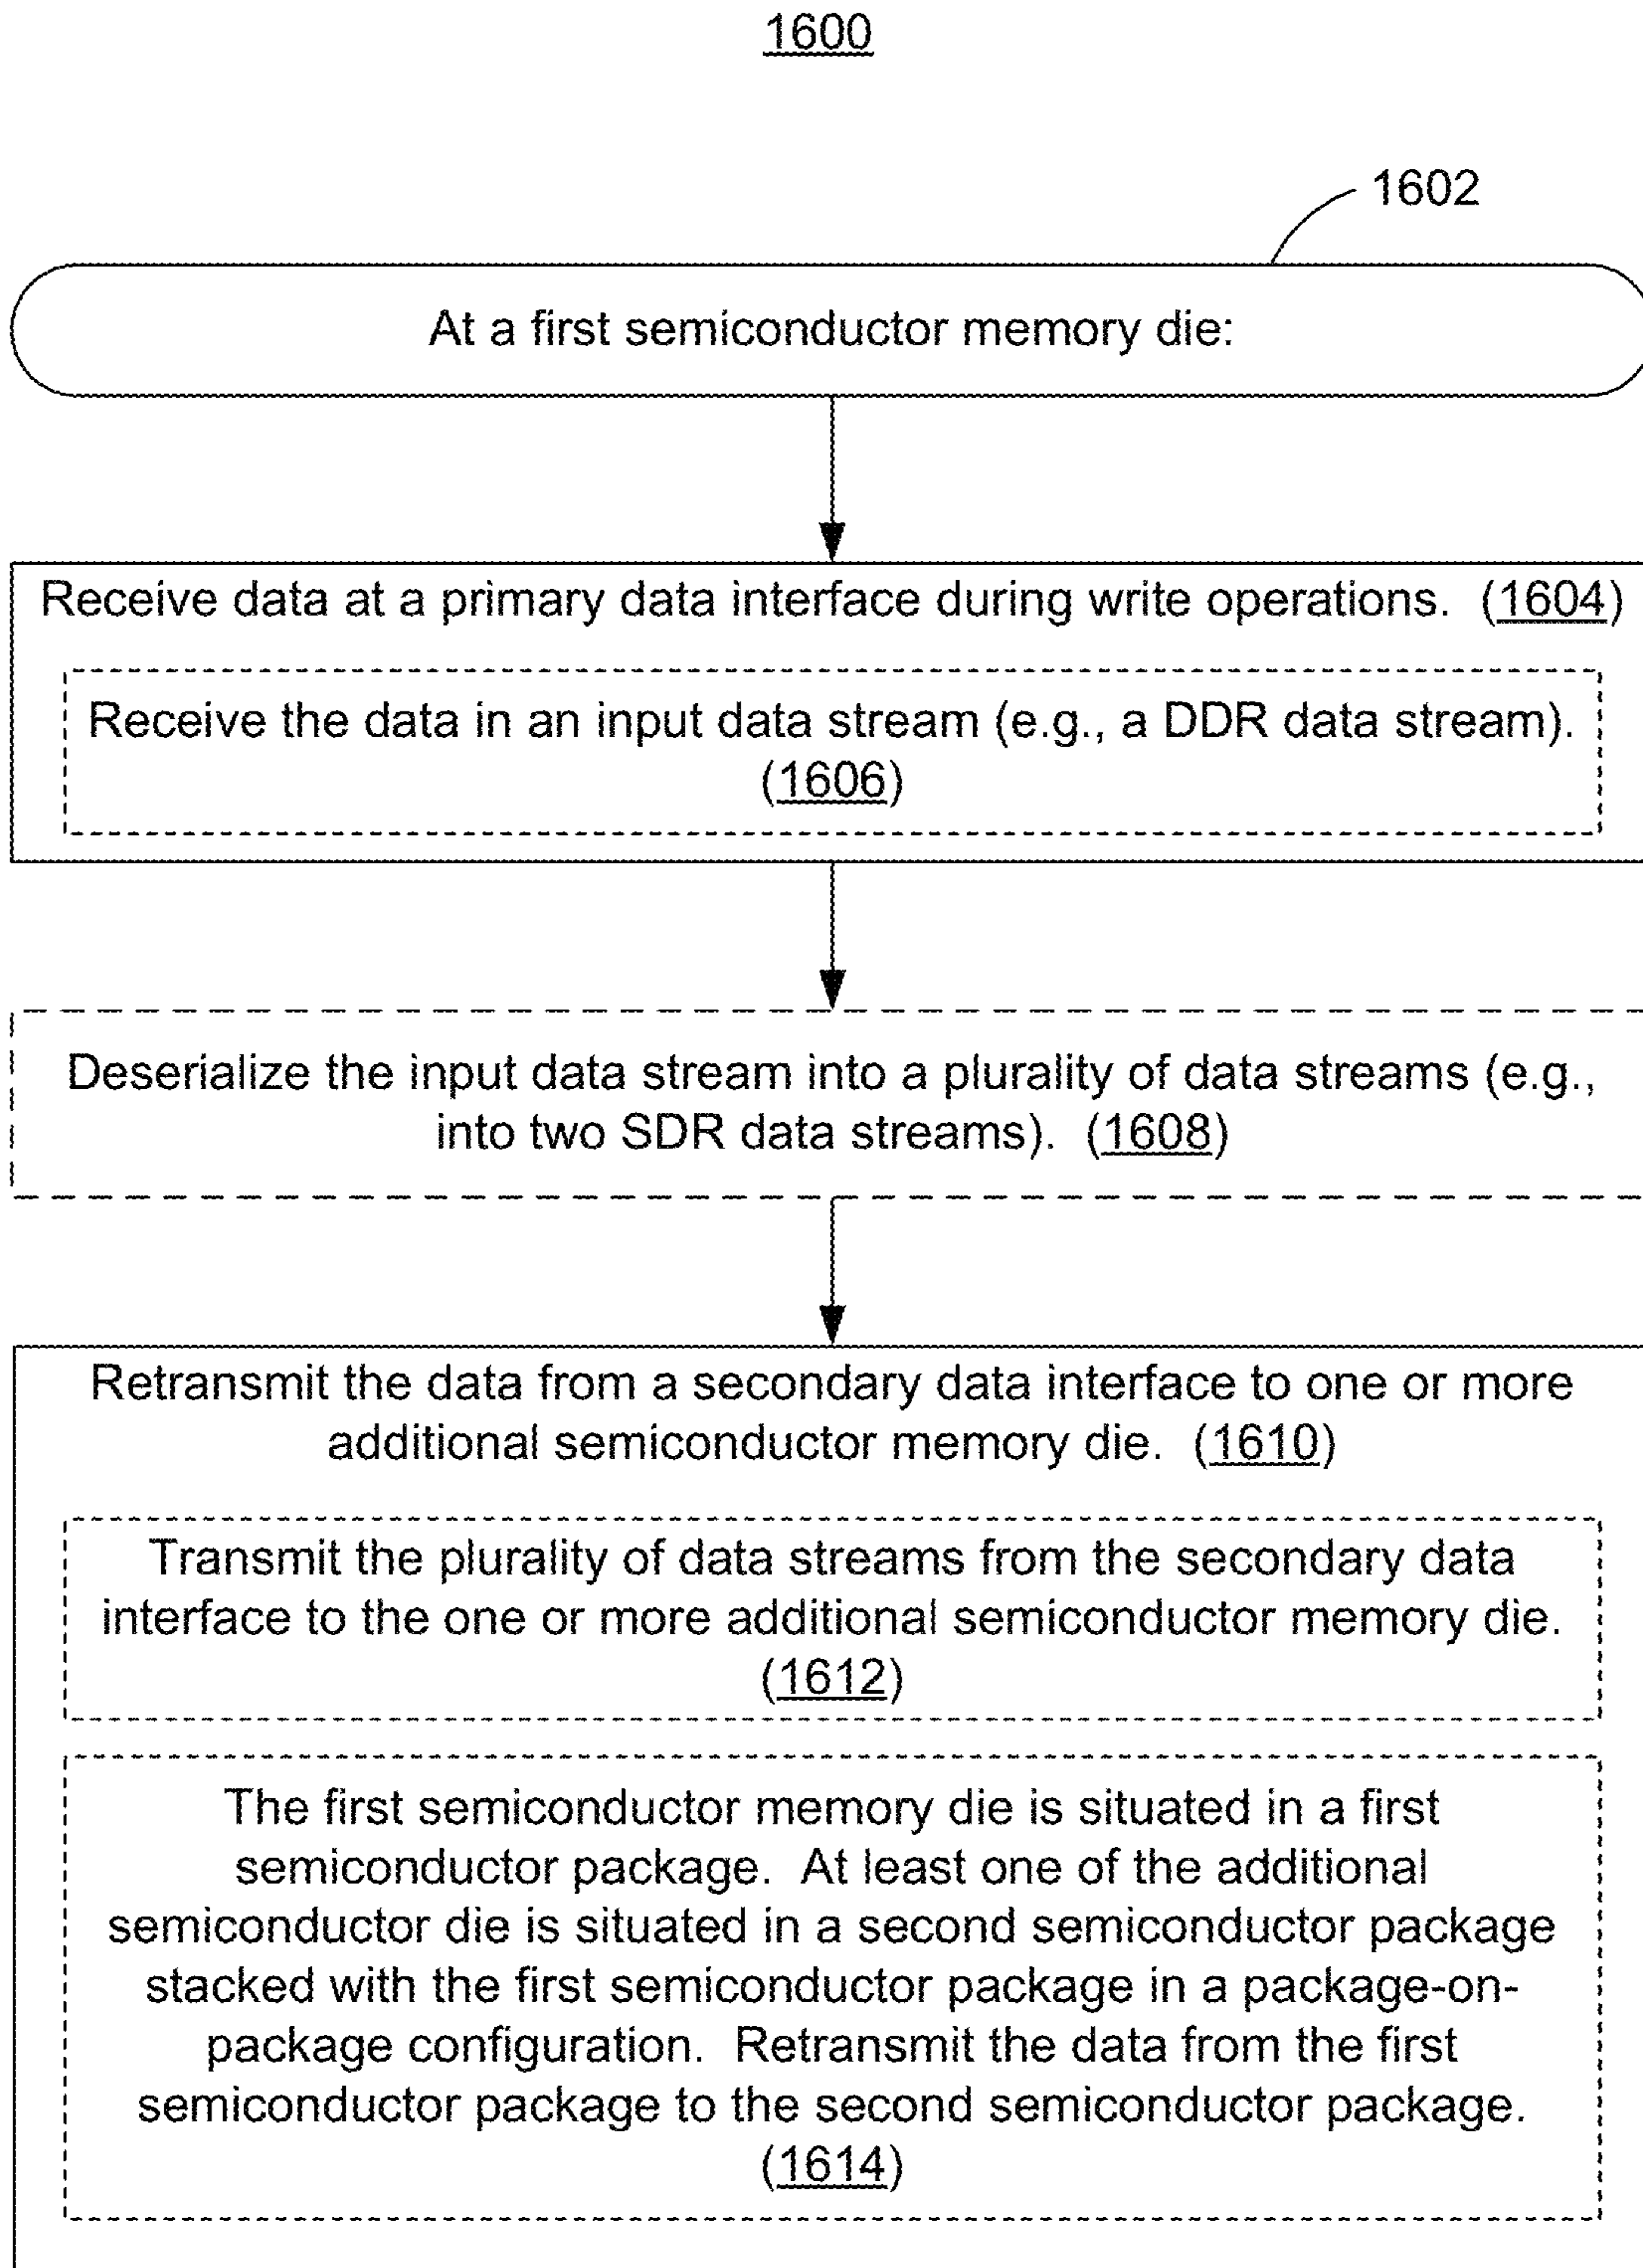 1600
1602
At a first semiconductor memory die:
Receive data at a primary data interface during write operations. (1604)
Receive the data in an input data stream (e.g., a DDR data stream).
(1606)
Deserialize the input data stream into a plurality of data streams (e.g.,
into two SDR data streams). (1608)
Retransmit the data from a secondary data interface to one or more
additional semiconductor memory die. (1610)
Transmit the plurality of data streams from the secondary data
interface to the one or more additional semiconductor memory die.
(1612)
The first semiconductor memory die is situated in a first
semiconductor package. At least one of the additional
semiconductor die is situated in a second semiconductor package
stacked with the first semiconductor package in a package-on-
package configuration. Retransmit the data from the first
semiconductor package to the second semiconductor package.
(1614)